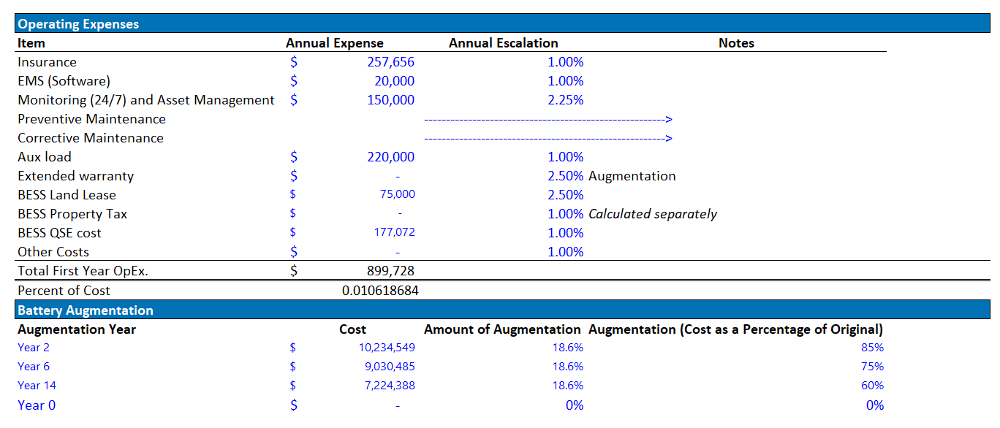 Operating Expenses
Item Annual Expense Annual Escalation Notes
Insurance $ 257,656 1.00%
EMS (Software) $ 20,000 1.00%
Monitoring (24/7) and Asset Management $ 150,000 2.25%
Preventive Maintenance ------------------------------------------------------->
Corrective Maintenance ------------------------------------------------------->
Aux load $ 220,000 1.00%
Extended warranty $ - 2.50% Augmentation
BESS Land Lease $ 75,000 2.50%
BESS Property Tax $ - 1.00% Calculated separately
BESS QSE cost $ 177,072 1.00%
Other Costs $ - 1.00%
Total First Year OpEx. $ 899,728
Percent of Cost 0.010618684
Battery Augmentation
Augmentation Year Cost Amount of Augmentation Augmentation (Cost as a Percentage of Original)
Year 2 $ 10,234,549 18.6% 85%
Year 6 $ 9,030,485 18.6% 75%
Year 14 $ 7,224,388 18.6% 60%
Year 0 $ - 0% 0%